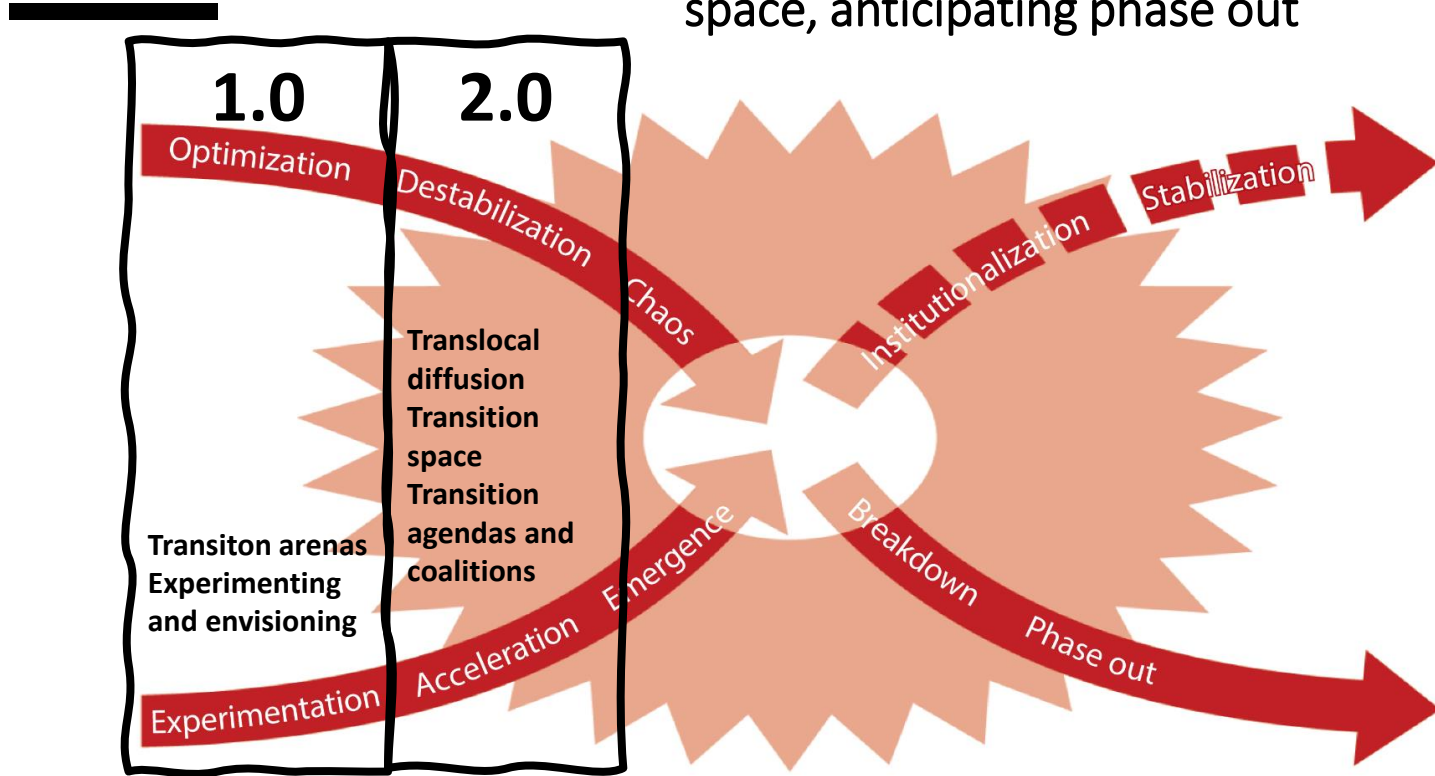 space, anticipating phase out
1.0
2.0
Optimization
Destabilization
Chaos
Institutionalization
Stabilization
Translocal
diffusion
Transition
space
Transition
agendas and
coalitions
Transiton arenas
Experimenting
and envisioning
Experimentation
Acceleration
Emergence
Breakdown
Phase out